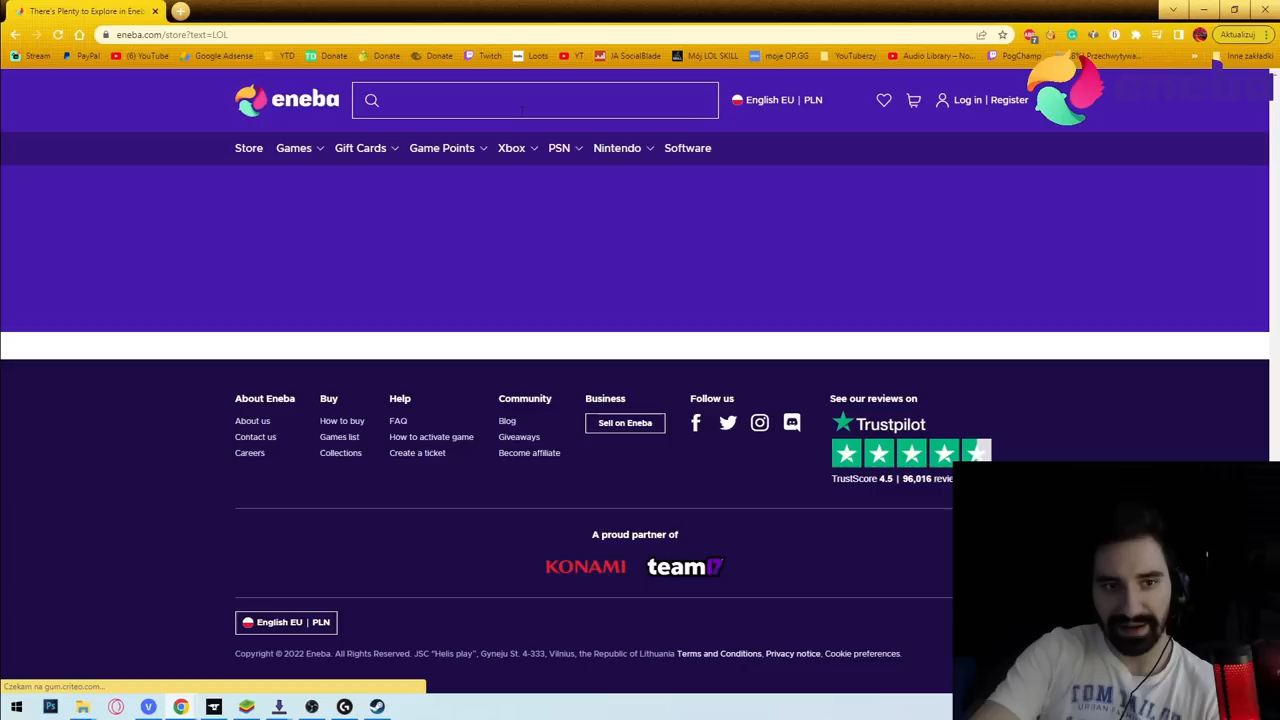 There's Plenty to Explore in Eneb
eneba.com/store?text=LOL
Aktualizuj
Stream PayPal (6) YouTube Google Adsense YTD Donate Donate Donate Twitch Loots YT JA SocialBlade Mój LOL SKILL moje OP.GG YouTuberzy Audio Library – No... PogChamp Przechwytywa... Inne zakładki
eneba
English EU | PLN
Log in | Register
eneba
Store Games Gift Cards Game Points Xbox PSN Nintendo Software
About Eneba Buy Help Community Business Follow us See our reviews on
About us How to buy FAQ Blog Sell on Eneba Trustpilot
Contact us Games list How to activate game Giveaways
Careers Collections Create a ticket Become affiliate
TrustScore 4.5 | 96,016 revie
A proud partner of
KONAMI team17
English EU | PLN
Copyright © 2022 Eneba. All Rights Reserved. JSC "Helis play", Gyneju St. 4-333, Vilnius, the Republic of Lithuania Terms and Conditions, Privacy notice, Cookie preferences.
Czekam na gum.criteo.com...
TOM TAILOR